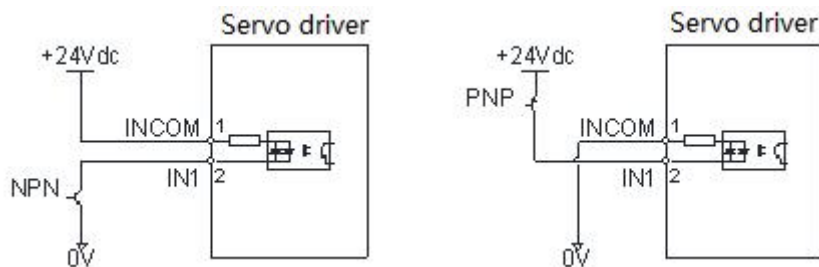 Servo driver
+24Vdc
INCOM 1
IN1 2
NPN
0V
Servo driver
+24Vdc
PNP
INCOM 1
IN1 2
0V